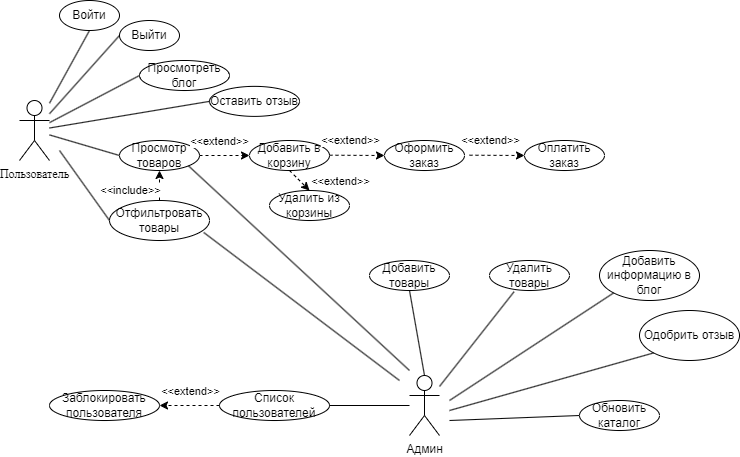 Войти
Выйти
Просмотреть
блог
Оставить отзыв
Пользователь
Просмотр
товаров
<<extend>>
Добавить в
корзину
<<extend>>
Оформить
заказ
<<extend>>
Оплатить
заказ
<<include>>
<<extend>>
Удалить из
корзины
Отфильтровать
товары
Добавить
товары
Удалить
товары
Добавить
информацию в
блог
Одобрить отзыв
Заблокировать
пользователя
<<extend>>
Список
пользователей
Обновить
каталог
Админ